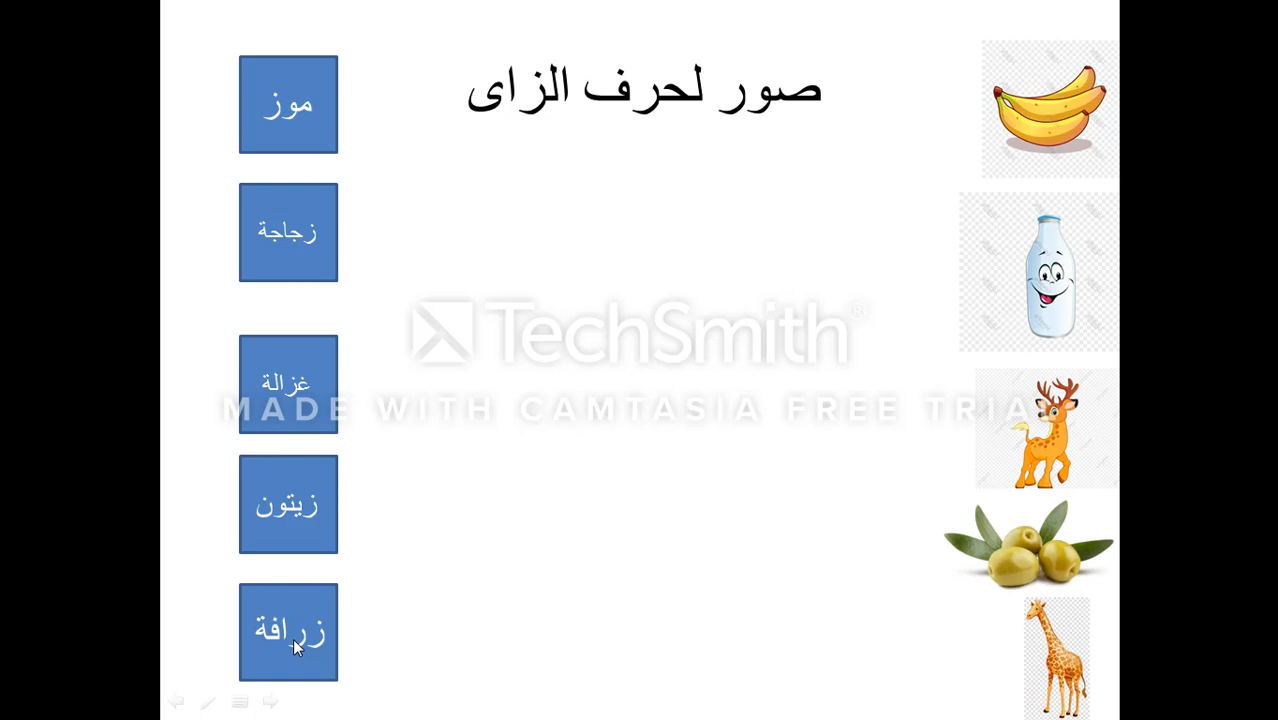 صور لحرف الزاى
موز
زجاجة
TechSmith®
غزالة
MADE WITH CAMTASIA FREE TRIAL
زيتون
زرافة